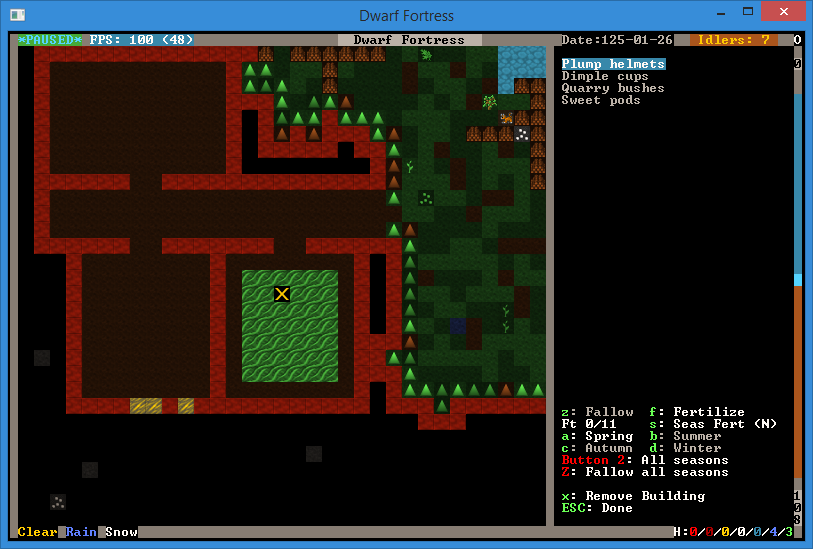 Dwarf Fortress
*PAUSED* FPS: 100 (48) Dwarf Fortress Date:125-01-26 Idlers: 7
Plump helmets
Dimple cups
Quarry bushes
Sweet pods
z: Fallow f: Fertilize
Ft 0/11 s: Seas Fert (N)
a: Spring b: Summer
c: Autumn d: Winter
Button 2: All seasons
Z: Fallow all seasons
x: Remove Building
ESC: Done
Clear Rain Snow H:0/0/0/0/0/4/3